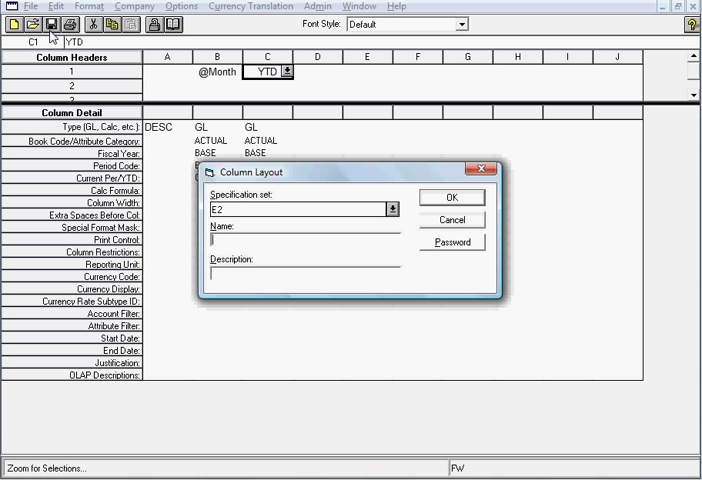 File Edit Format Company Options Currency Translation Admin Window Help
Font Style: Default
C1 YTD
Column Headers A B C D E F G H I J
1 @Month YTD
2
3
Column Detail
Type (GL, Calc, etc.): DESC GL GL
Book Code/Attribute Category: ACTUAL ACTUAL
Fiscal Year: BASE BASE
Period Code:
Current Per/YTD:
Calc Formula:
Column Width:
Extra Spaces Before Col:
Special Format Mask:
Print Control:
Column Restrictions:
Reporting Unit:
Currency Code:
Currency Display:
Currency Rate Subtype ID:
Account Filter:
Attribute Filter:
Start Date:
End Date:
Justification:
OLAP Descriptions:
Column Layout
Specification set:
E2
Name:
Description:
OK
Cancel
Password
Zoom for Selections... FW